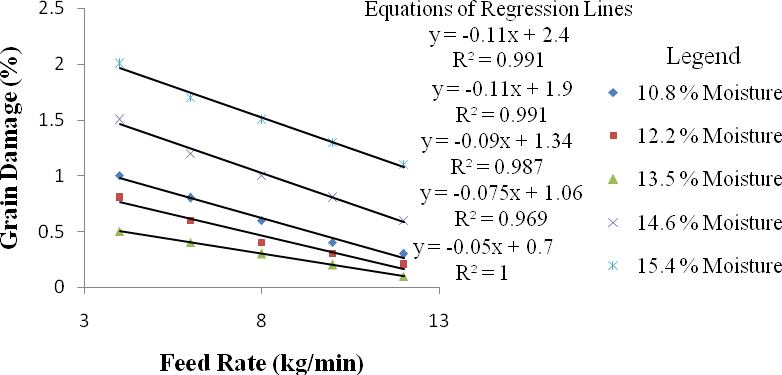 Equations of Regression Lines
y = -0.11x + 2.4
R² = 0.991
y = -0.11x + 1.9
R² = 0.991
y = -0.09x + 1.34
R² = 0.987
y = -0.075x + 1.06
R² = 0.969
y = -0.05x + 0.7
R² = 1
Legend
10.8 % Moisture
12.2 % Moisture
13.5 % Moisture
14.6 % Moisture
15.4 % Moisture
Grain Damage (%)
2.5
2
1.5
1
0.5
0
3
8
13
Feed Rate (kg/min)